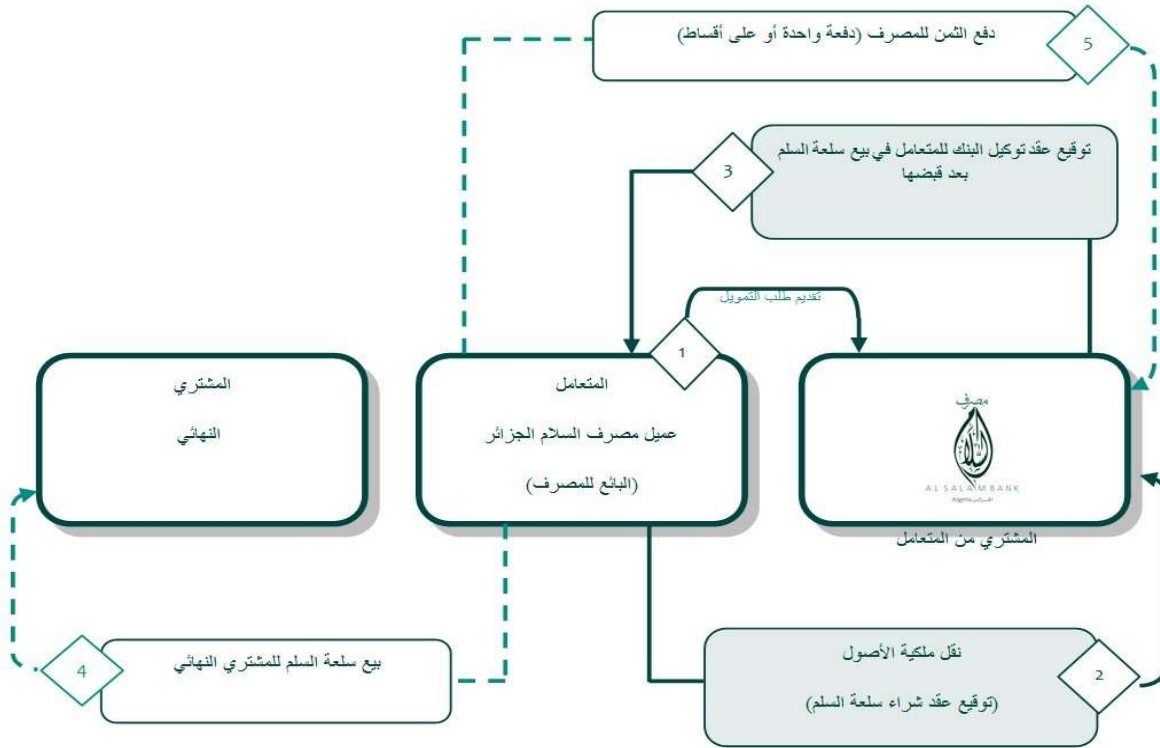 دفع الثمن للمصرف (دفعة واحدة أو على أقساط)
5
توقيع عقد توكيل البنك للمتعامل في بيع سلعة السلم
بعد قبضها
3
تقديم طلب التمويل
1
المشتري
النهائي
المتعامل
عميل مصرف السلام الجزائر
(البائع للمصرف)
مصرف
السلام
AL SALAM BANK
Algeria الجزائر
المشتري من المتعامل
بيع سلعة السلم للمشتري النهائي
4
نقل ملكية الأصول
(توقيع عقد شراء سلعة السلم)
2